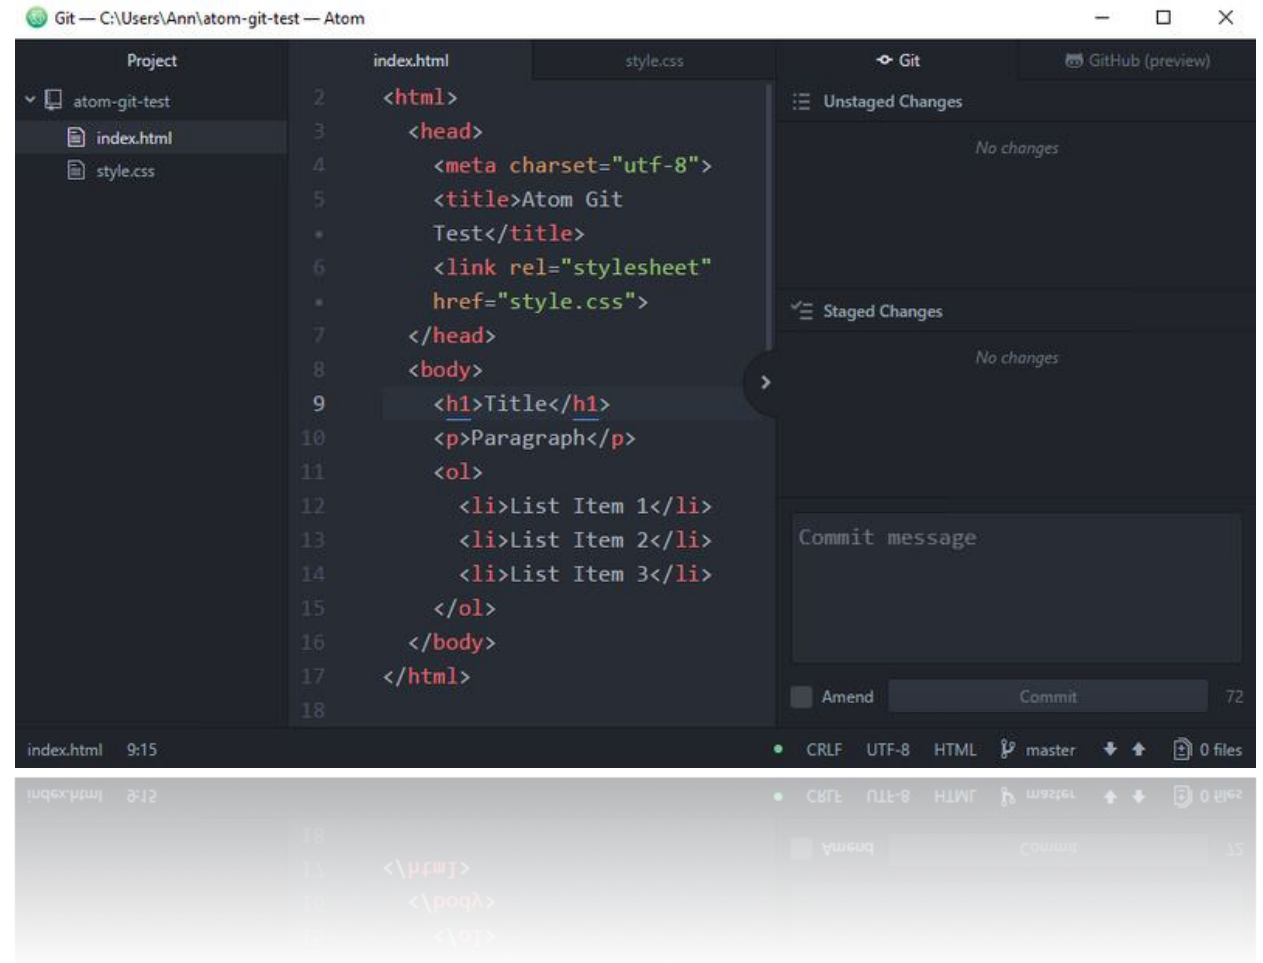 Git — C:\Users\Ann\atom-git-test — Atom
Project
atom-git-test
index.html
style.css
index.html
style.css
2 <html>
3 <head>
4 <meta charset="utf-8">
5 <title>Atom Git
• Test</title>
6 <link rel="stylesheet"
• href="style.css">
7 </head>
8 <body>
9 <h1>Title</h1>
10 <p>Paragraph</p>
11 <ol>
12 <li>List Item 1</li>
13 <li>List Item 2</li>
14 <li>List Item 3</li>
15 </ol>
16 </body>
17 </html>
18
Git
GitHub (preview)
Unstaged Changes
No changes
Staged Changes
No changes
Commit message
Amend Commit 72
index.html 9:15 CRLF UTF-8 HTML master 0 files